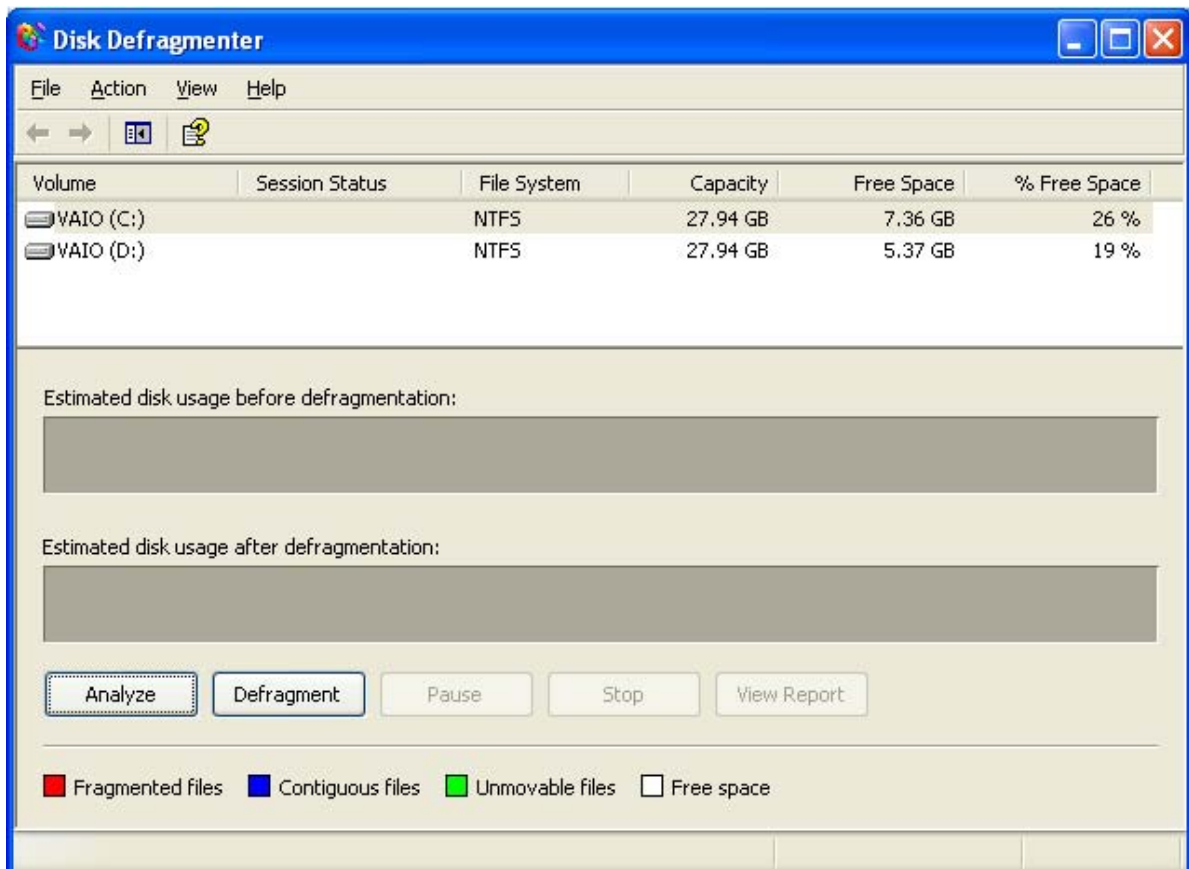 Disk Defragmenter
File Action View Help
Volume Session Status File System Capacity Free Space % Free Space
VAIO (C:) NTFS 27.94 GB 7.36 GB 26 %
VAIO (D:) NTFS 27.94 GB 5.37 GB 19 %
Estimated disk usage before defragmentation:
Estimated disk usage after defragmentation:
Analyze Defragment Pause Stop View Report
Fragmented files Contiguous files Unmovable files Free space